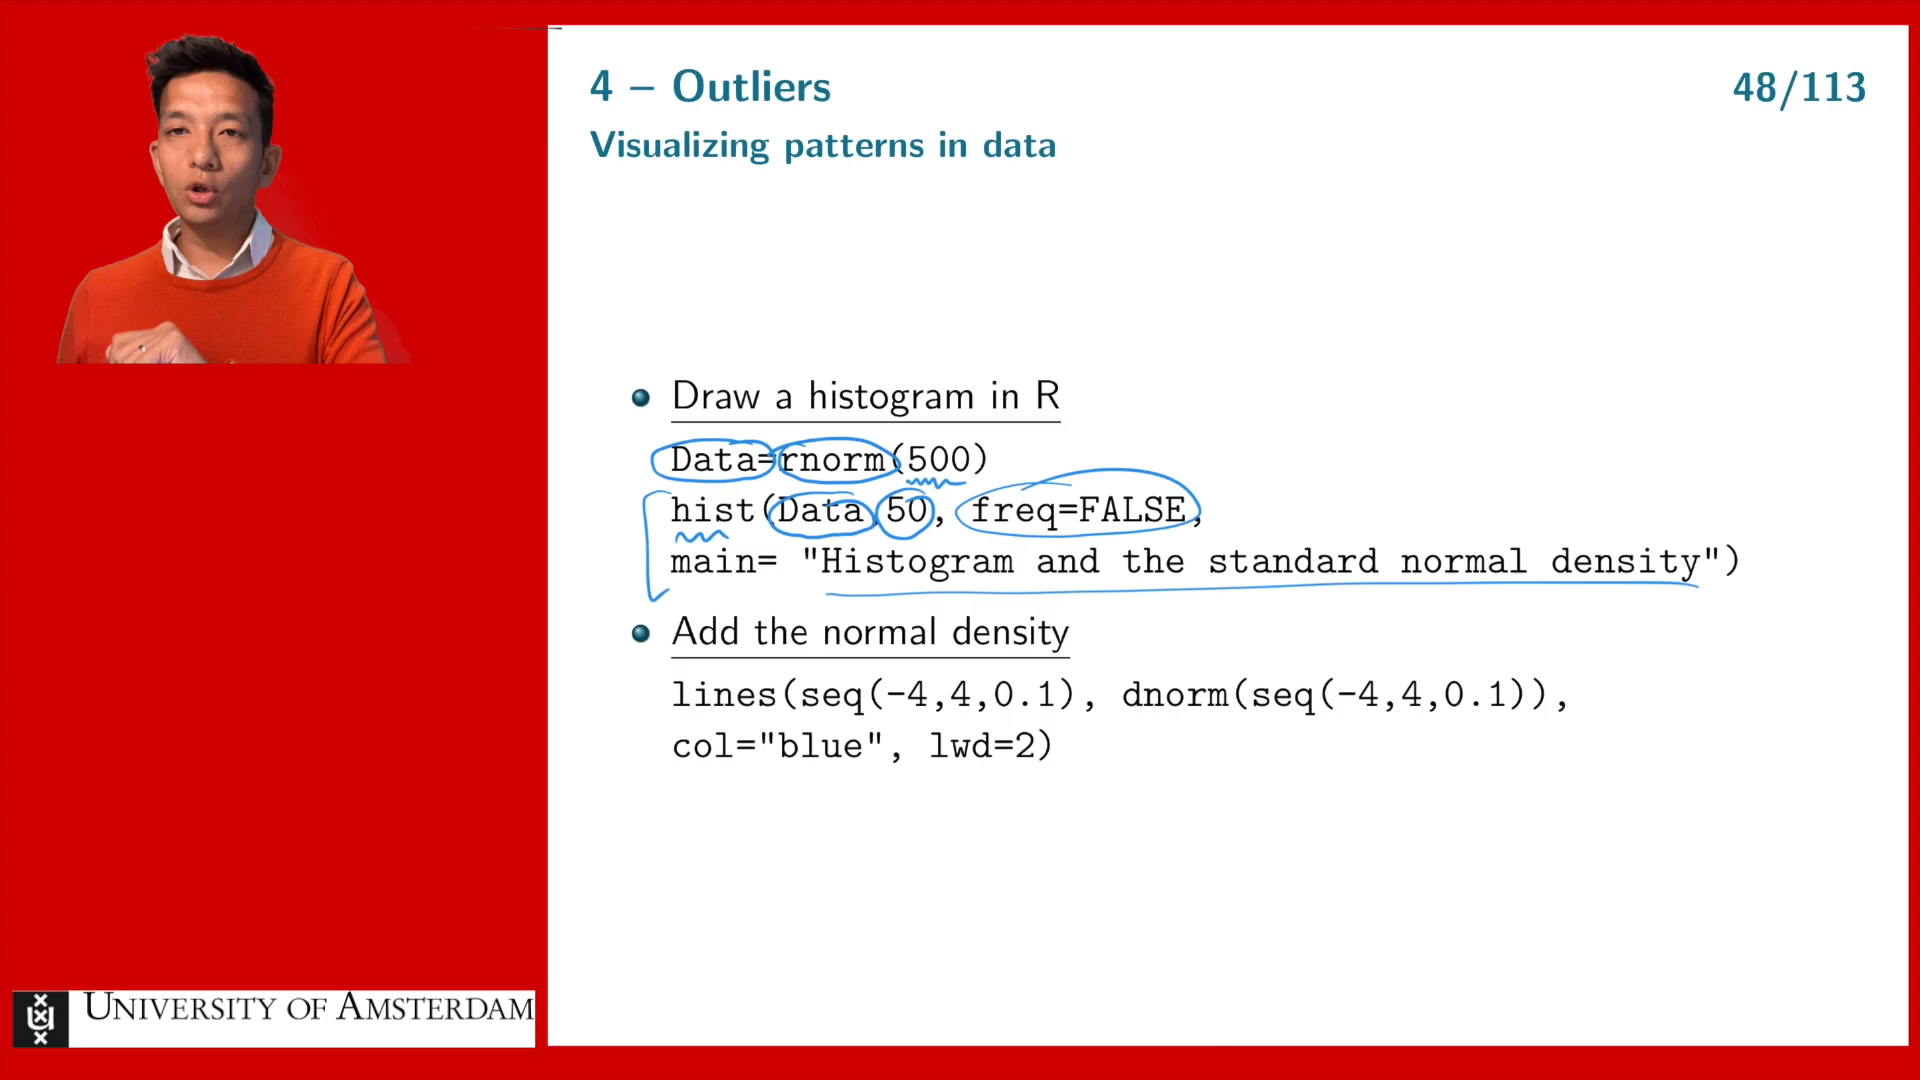 4 – Outliers
48/113
Visualizing patterns in data
Draw a histogram in R
Data=rnorm(500)
hist(Data,50, freq=FALSE,
main= "Histogram and the standard normal density")
Add the normal density
lines(seq(-4,4,0.1), dnorm(seq(-4,4,0.1)),
col="blue", lwd=2)
UNIVERSITY OF AMSTERDAM